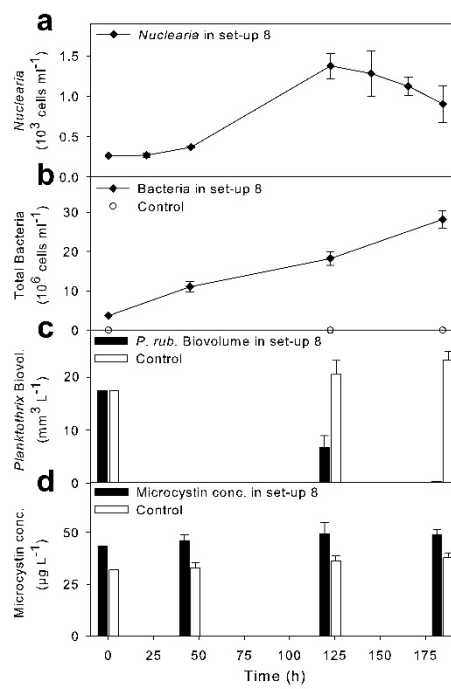 a
Nuclearia in set-up 8
1.5
1.0
0.5
0.0
Nuclearia
(10³ cells ml⁻¹)
b
Bacteria in set-up 8
Control
30
20
10
0
Total Bacteria
(10⁶ cells ml⁻¹)
c
P. rub. Biovolume in set-up 8
Control
20
10
0
Planktothrix Biovol.
(mm³ L⁻¹)
d
Microcystin conc. in set-up 8
Control
50
25
0
Microcystin conc.
(µg L⁻¹)
0 25 50 75 100 125 150 175
Time (h)